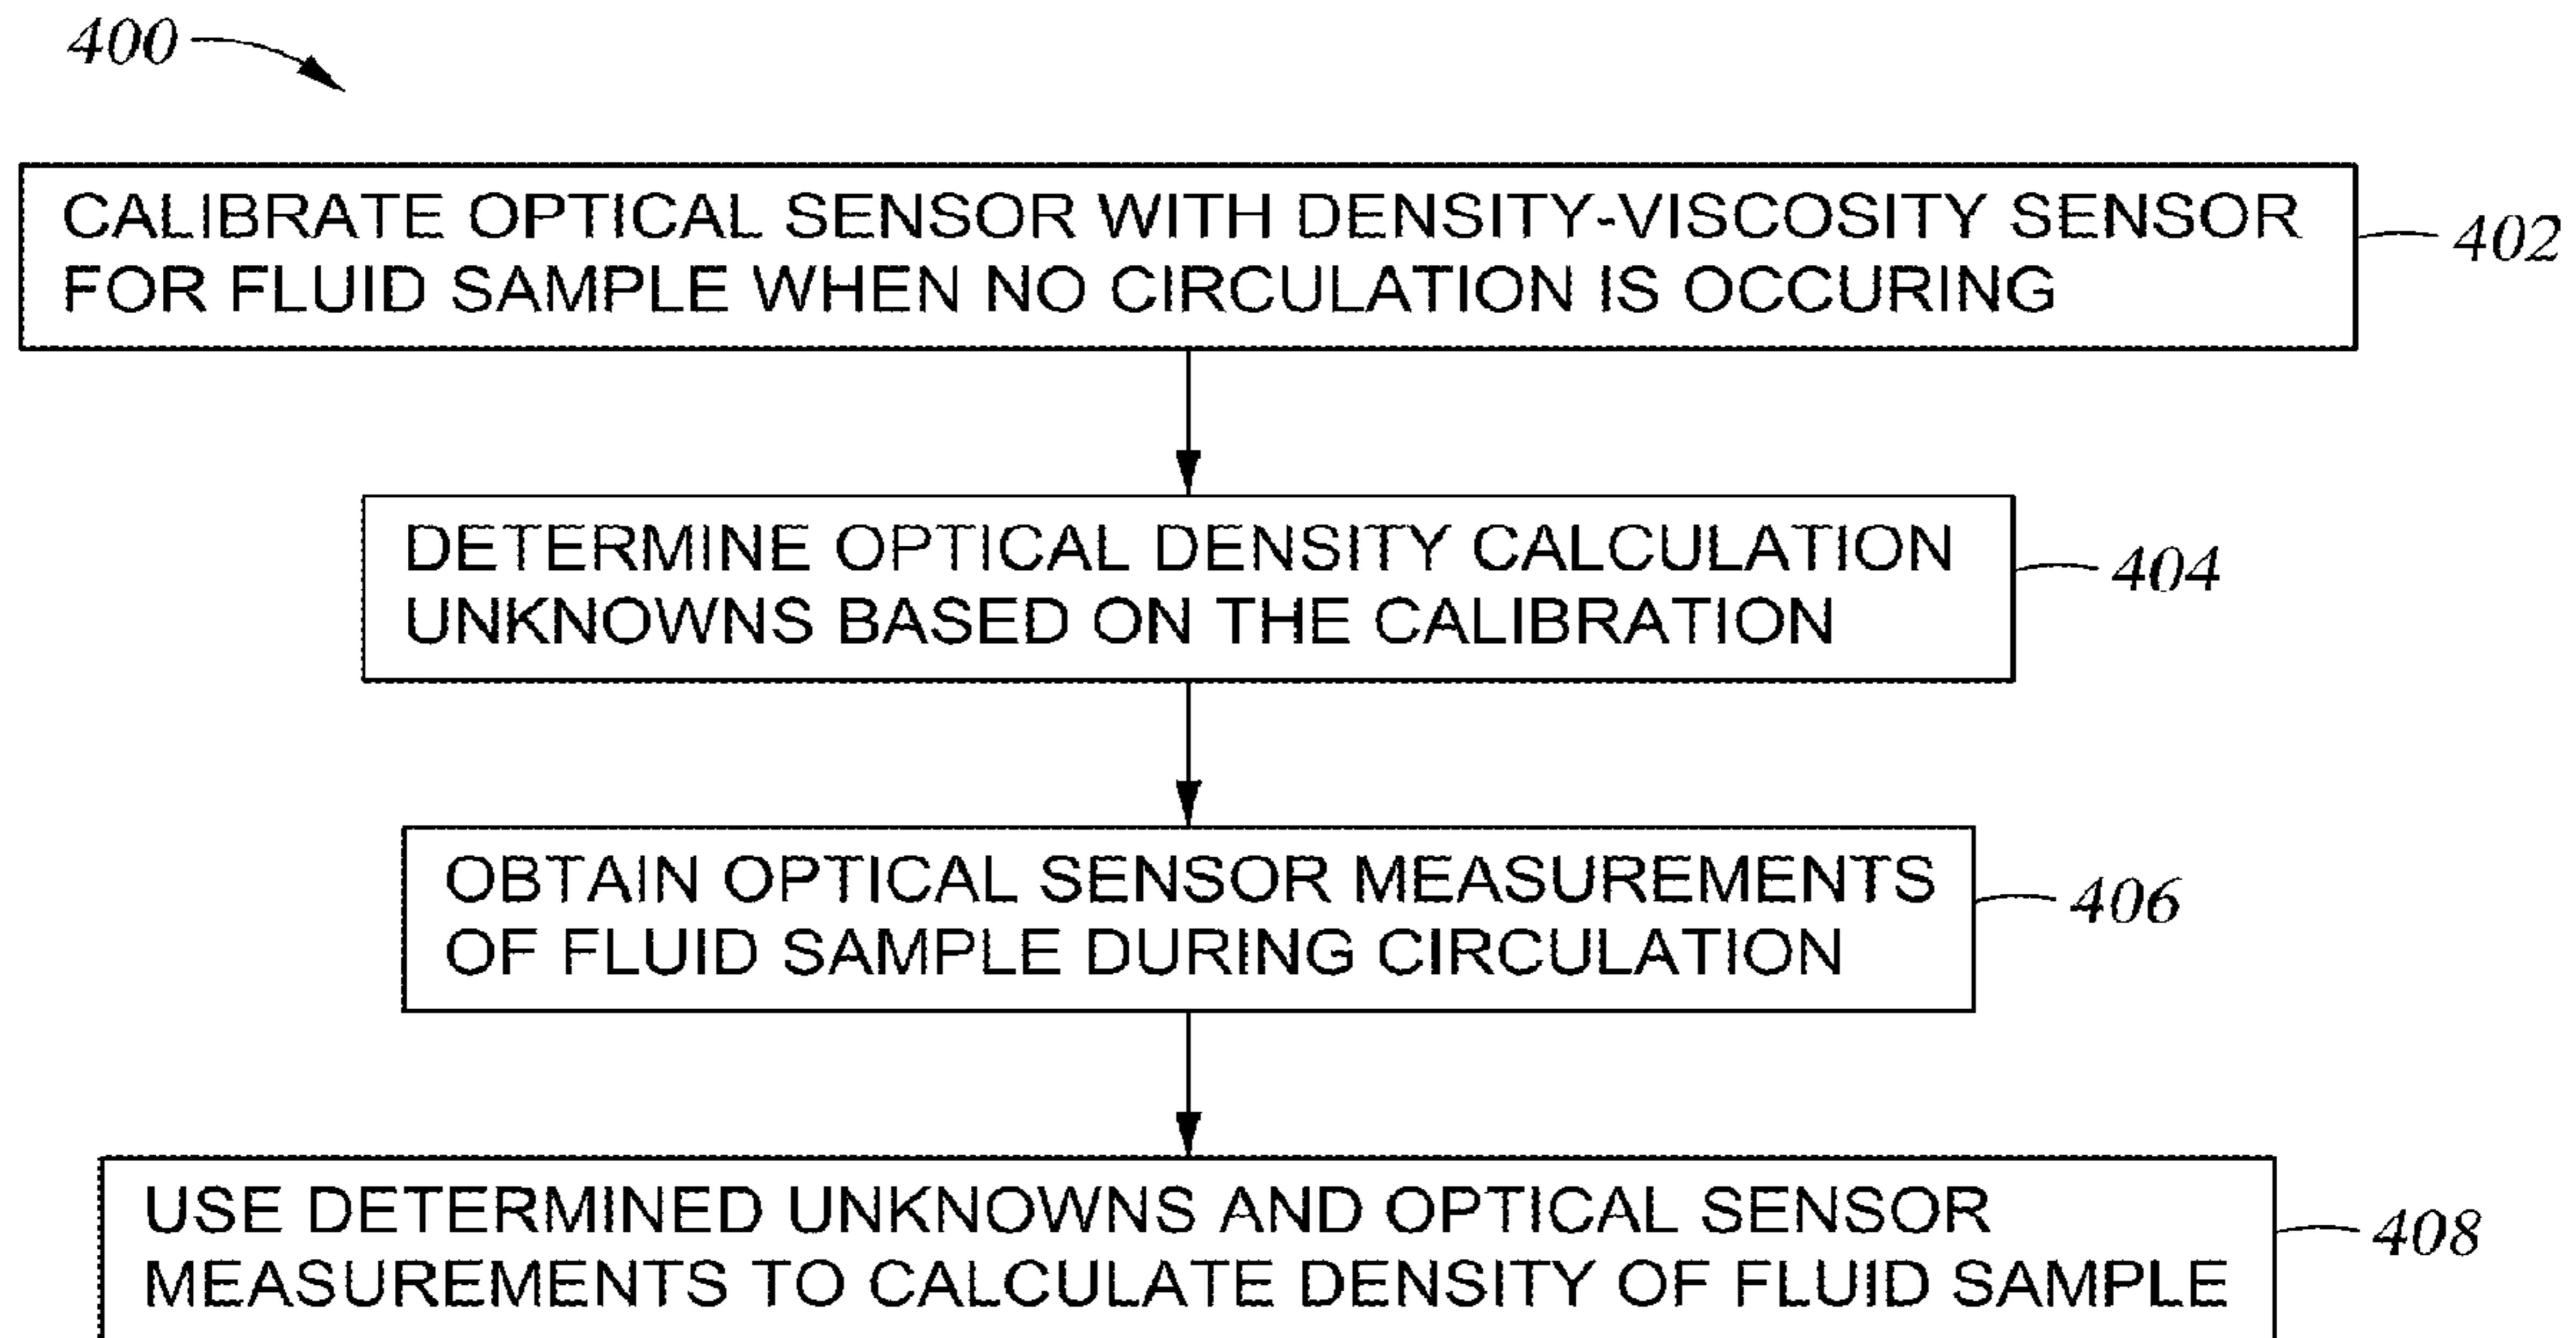 400
CALIBRATE OPTICAL SENSOR WITH DENSITY-VISCOSITY SENSOR
FOR FLUID SAMPLE WHEN NO CIRCULATION IS OCCURING
402
DETERMINE OPTICAL DENSITY CALCULATION
UNKNOWNS BASED ON THE CALIBRATION
404
OBTAIN OPTICAL SENSOR MEASUREMENTS
OF FLUID SAMPLE DURING CIRCULATION
406
USE DETERMINED UNKNOWNS AND OPTICAL SENSOR
MEASUREMENTS TO CALCULATE DENSITY OF FLUID SAMPLE
408